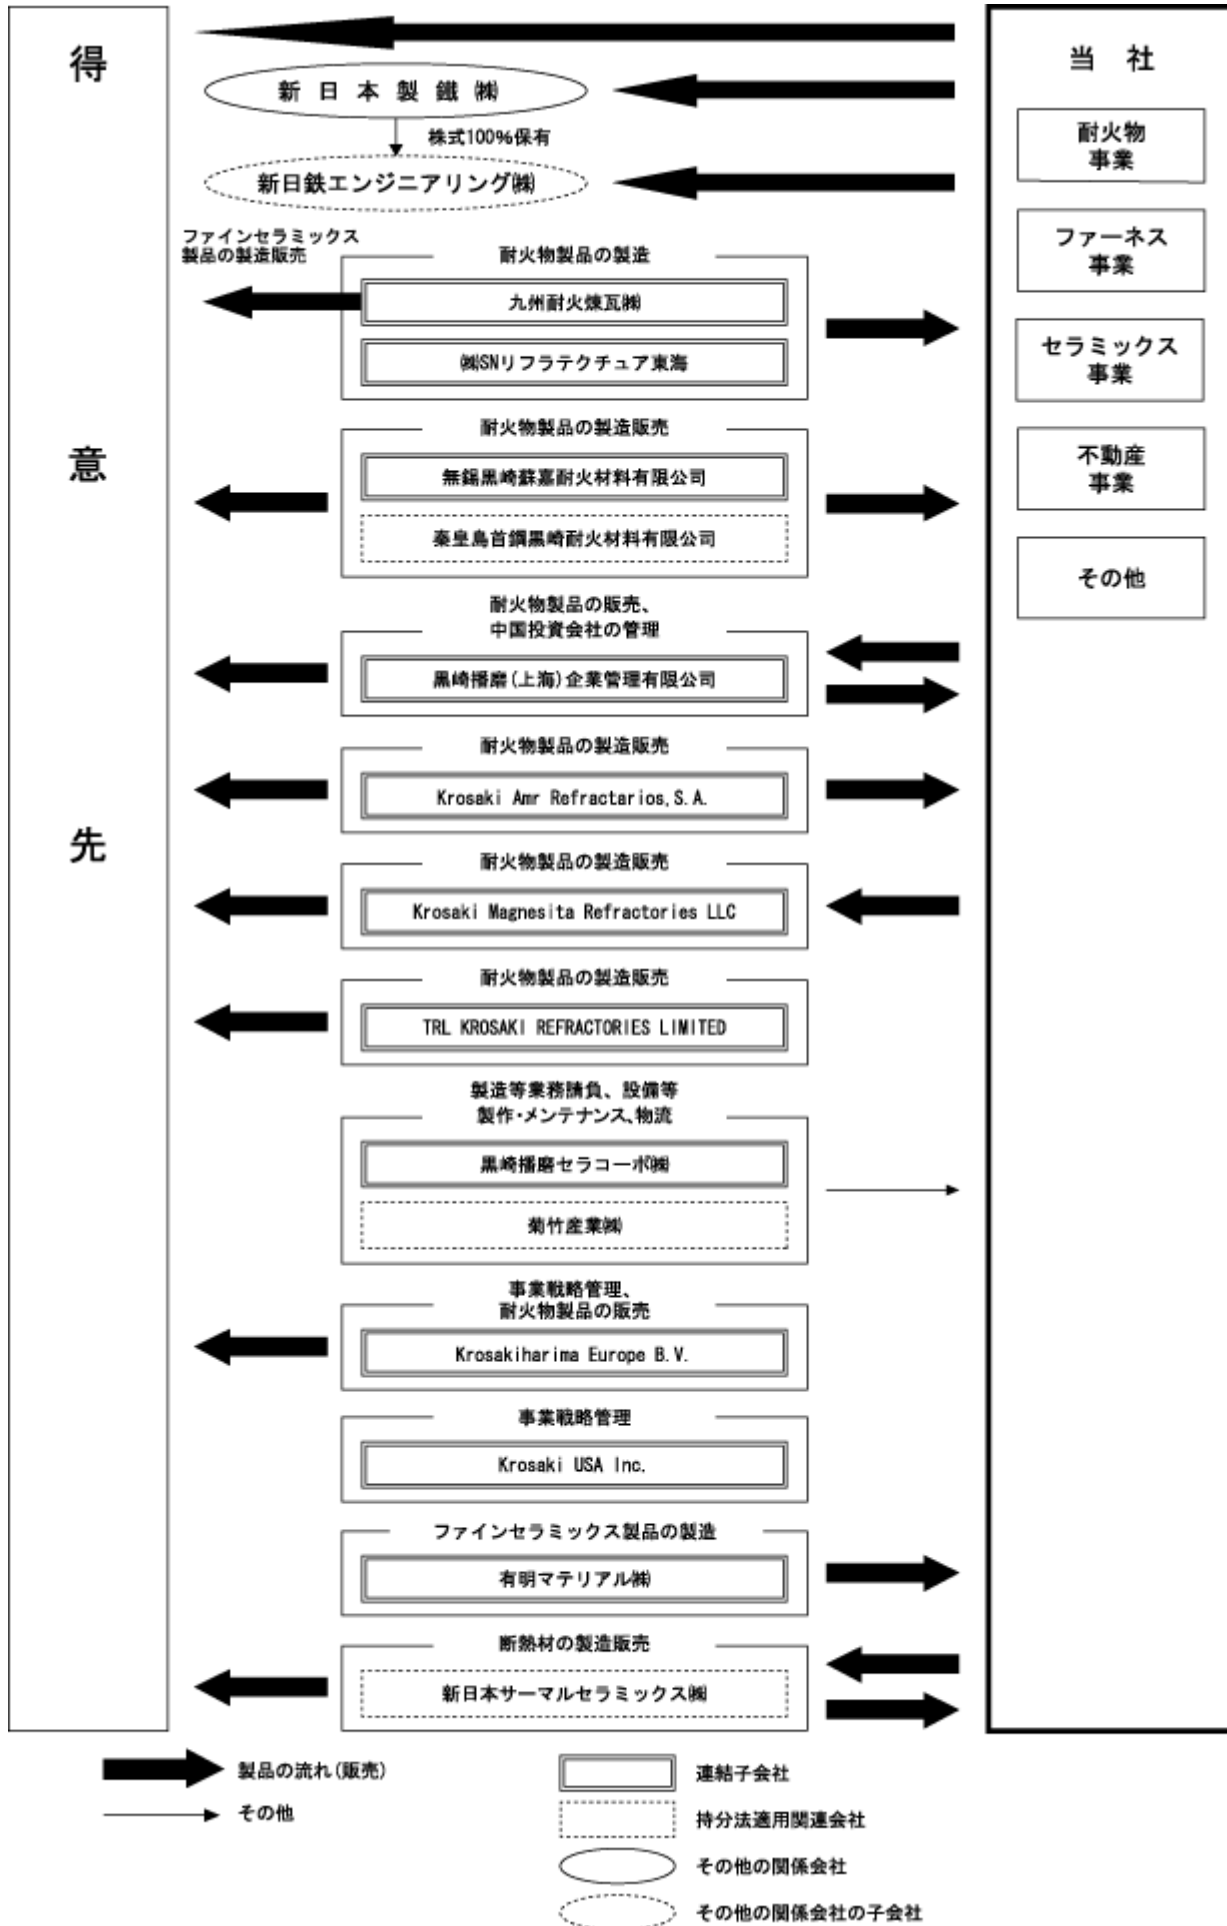 得
意
先
当 社
耐火物
事業
ファーネス
事業
セラミックス
事業
不動産
事業
その他
新 日 本 製 鐵 ㈱
株式100%保有
新日鉄エンジニアリング㈱
ファインセラミックス
製品の製造販売
耐火物製品の製造
九州耐火煉瓦㈱
㈱SNリフラテクチュア東海
耐火物製品の製造販売
無錫黒崎蘇嘉耐火材料有限公司
秦皇島首鋼黒崎耐火材料有限公司
耐火物製品の販売、
中国投資会社の管理
黒崎播磨(上海)企業管理有限公司
耐火物製品の製造販売
Krosaki Amr Refractarios,S.A.
耐火物製品の製造販売
Krosaki Magnesita Refractories LLC
耐火物製品の製造販売
TRL KROSAKI REFRACTORIES LIMITED
製造等業務請負、設備等
製作・メンテナンス、物流
黒崎播磨セラコーポ㈱
菊竹産業㈱
事業戦略管理、
耐火物製品の販売
Krosakiharima Europe B.V.
事業戦略管理
Krosaki USA Inc.
ファインセラミックス製品の製造
有明マテリアル㈱
断熱材の製造販売
新日本サーマルセラミックス㈱
製品の流れ(販売)
その他
連結子会社
持分法適用関連会社
その他の関係会社
その他の関係会社の子会社